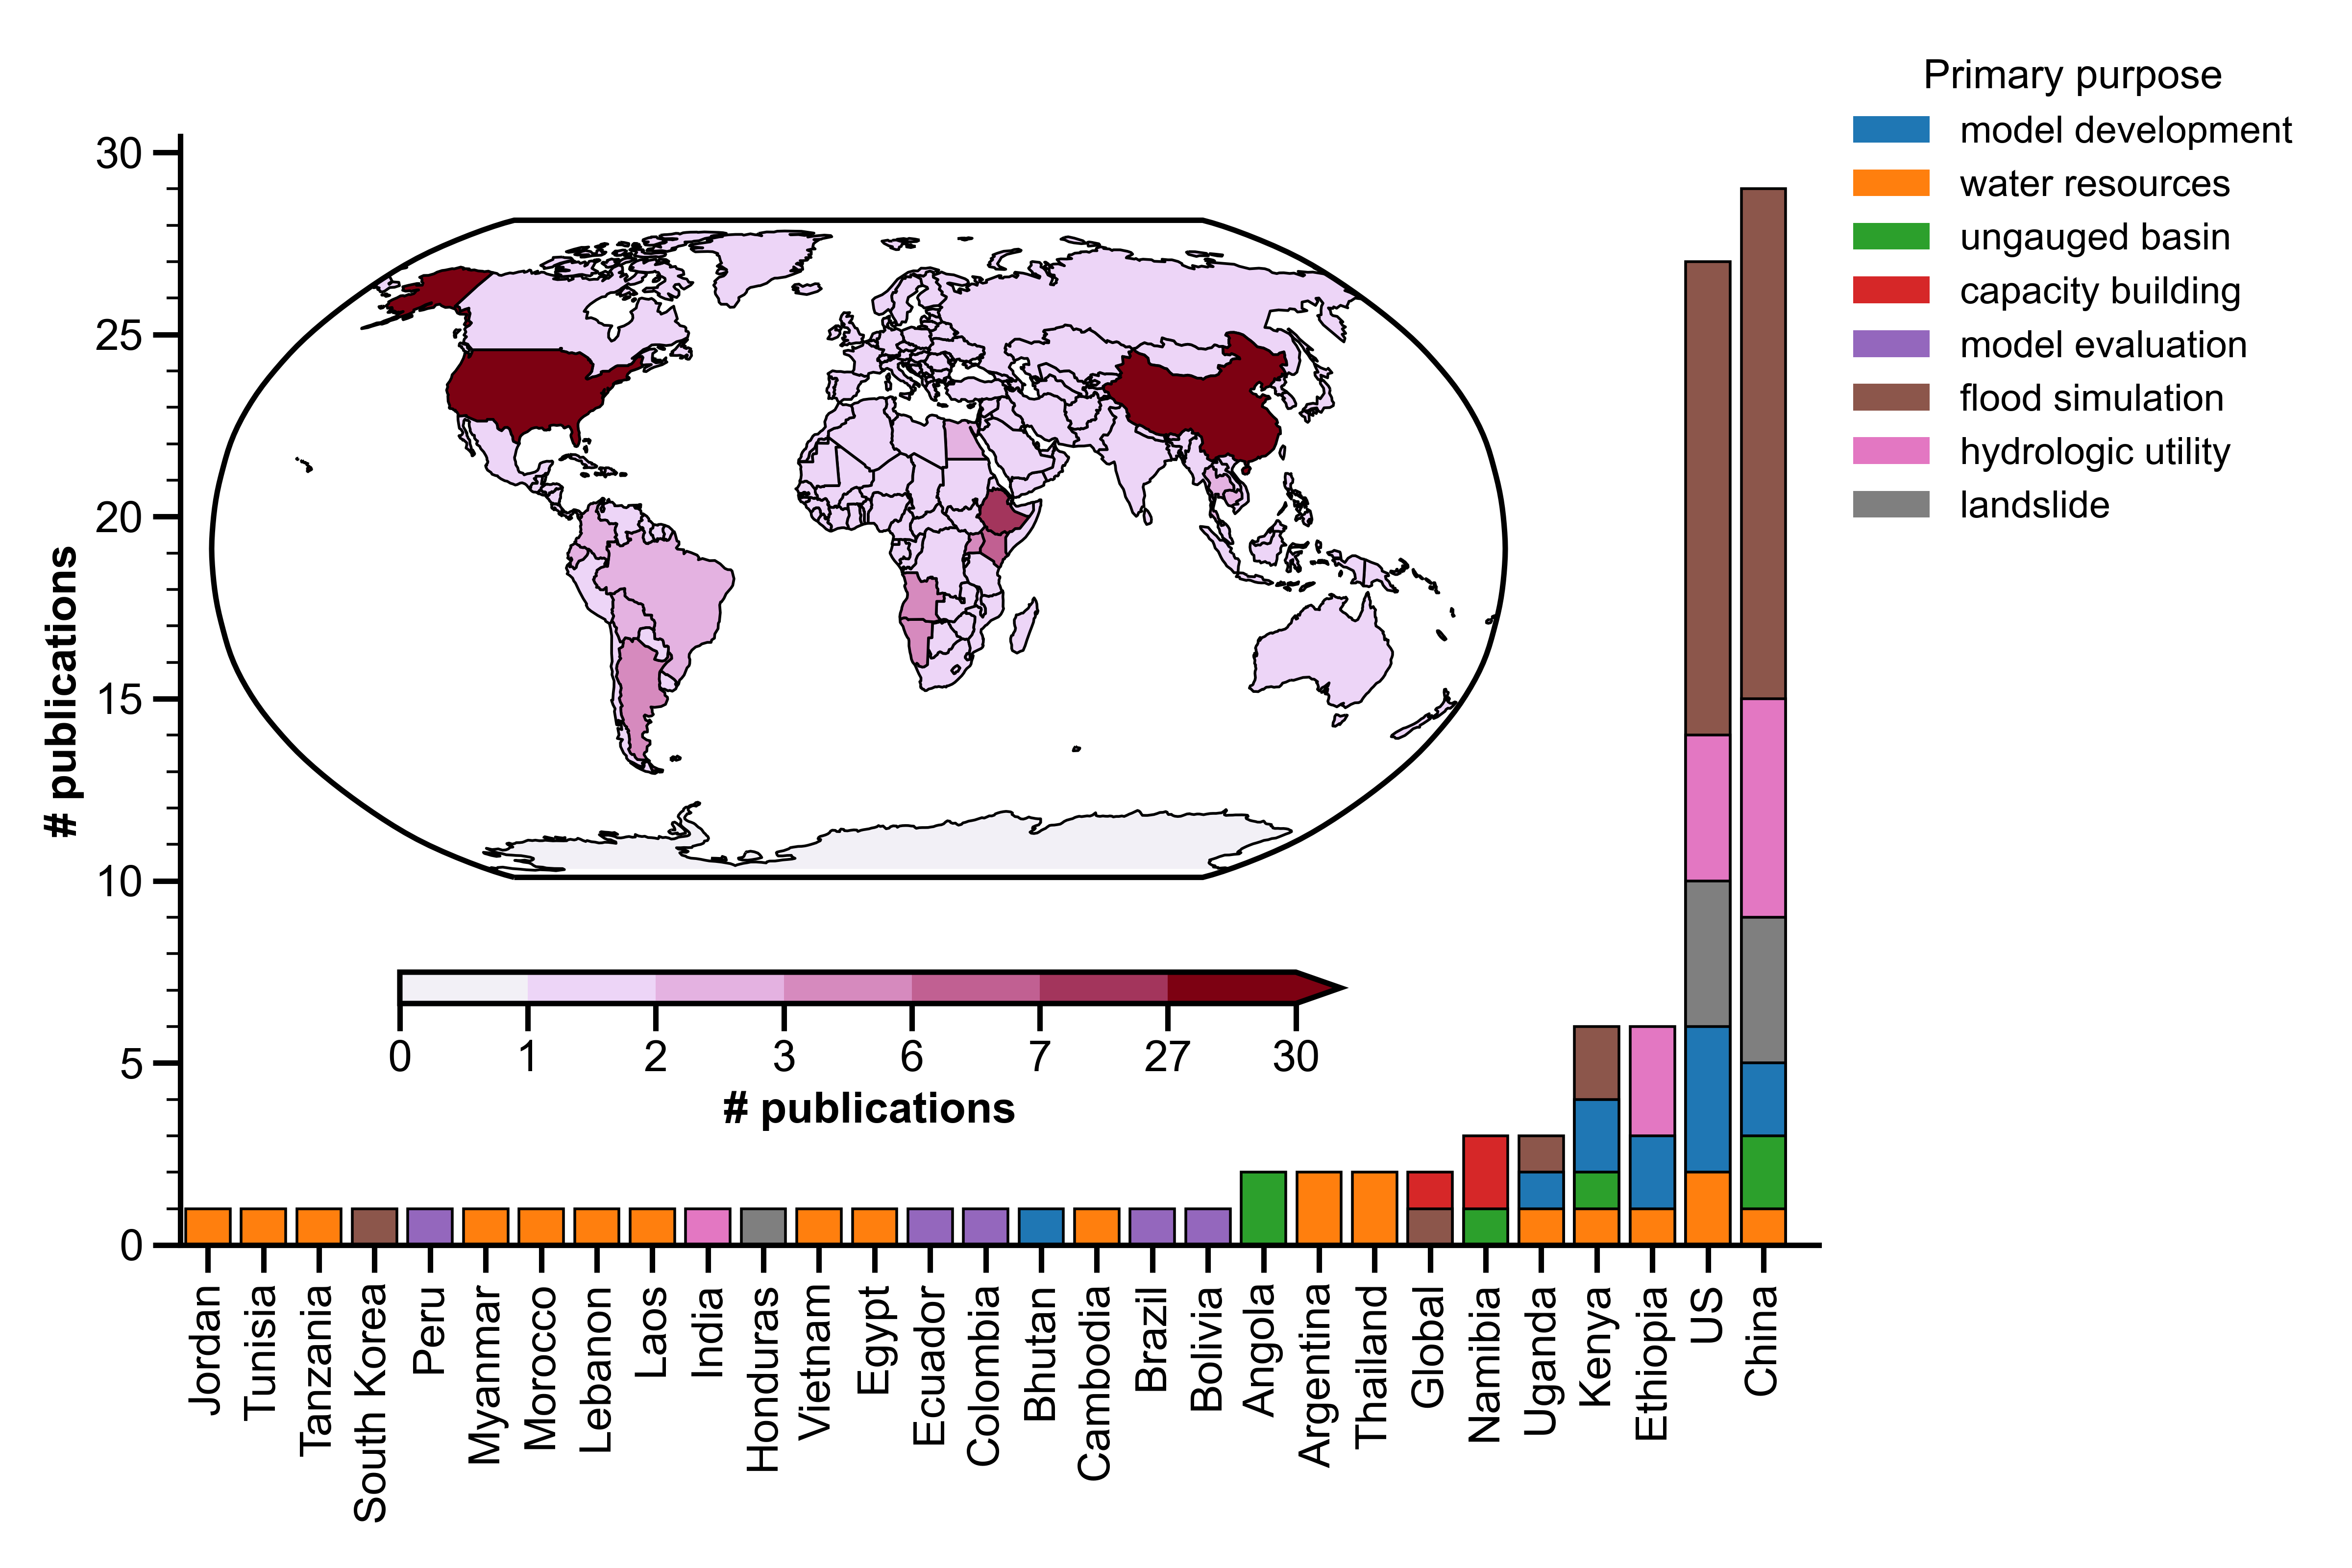 Primary purpose
model development
water resources
ungauged basin
capacity building
model evaluation
flood simulation
hydrologic utility
landslide
# publications
30
25
20
15
10
5
0
0 1 2 3 6 7 27 30
# publications
Jordan
Tunisia
Tanzania
South Korea
Peru
Myanmar
Morocco
Lebanon
Laos
India
Honduras
Vietnam
Egypt
Ecuador
Colombia
Bhutan
Cambodia
Brazil
Bolivia
Angola
Argentina
Thailand
Global
Namibia
Uganda
Kenya
Ethiopia
US
China